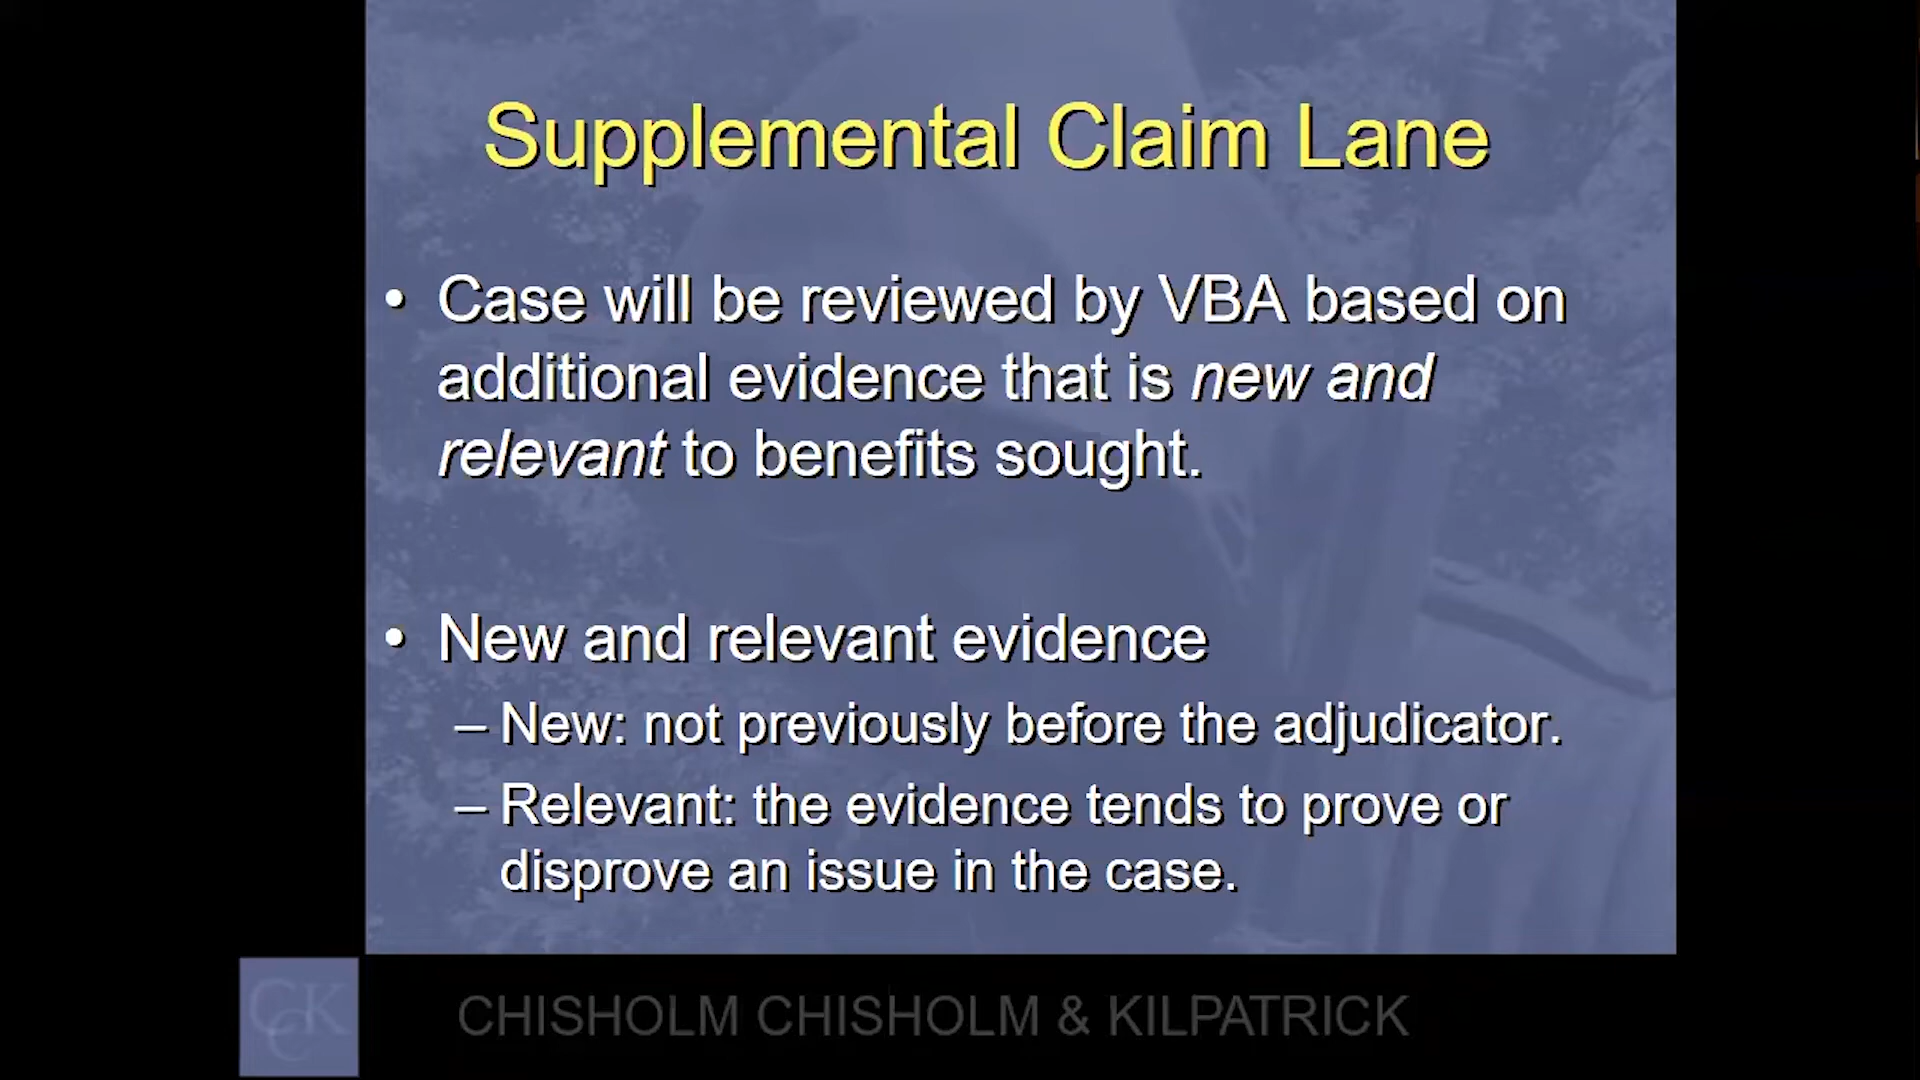 Supplemental Claim Lane
• Case will be reviewed by VBA based on
additional evidence that is new and
relevant to benefits sought.
• New and relevant evidence
– New: not previously before the adjudicator.
– Relevant: the evidence tends to prove or
disprove an issue in the case.
CCK
CHISHOLM CHISHOLM & KILPATRICK